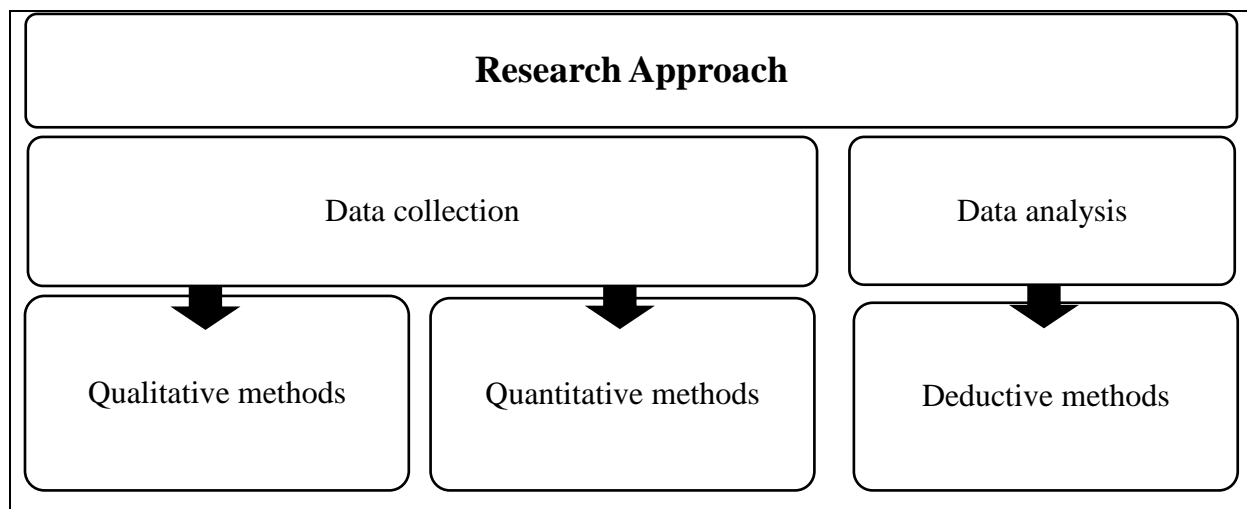 Research Approach
Data collection
Data analysis
Qualitative methods
Quantitative methods
Deductive methods